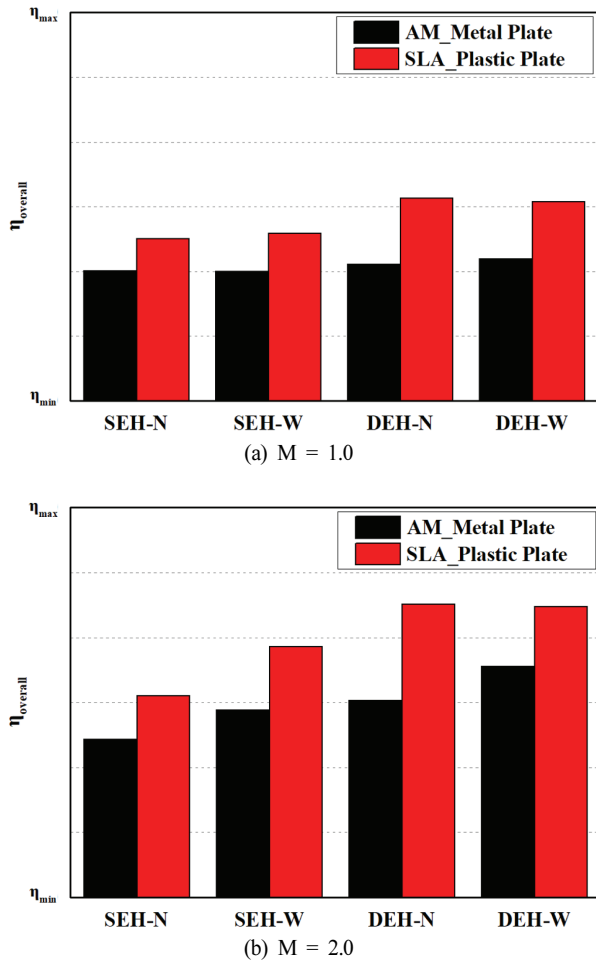 ηmax
AM_Metal Plate
SLA_Plastic Plate
ηoverall
ηmin
SEH-N SEH-W DEH-N DEH-W
(a) M = 1.0
ηmax
AM_Metal Plate
SLA_Plastic Plate
ηoverall
ηmin
SEH-N SEH-W DEH-N DEH-W
(b) M = 2.0